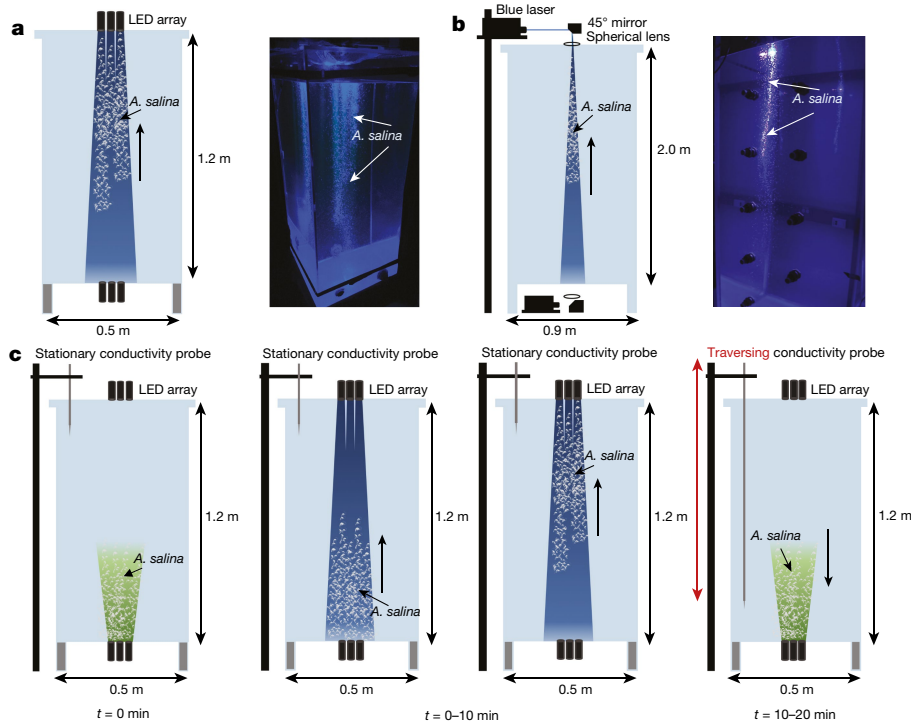 a
LED array
A. salina
1.2 m
0.5 m
A. salina
b
Blue laser
45° mirror
Spherical lens
A. salina
2.0 m
0.9 m
A. salina
c
Stationary conductivity probe
LED array
A. salina
1.2 m
0.5 m
t = 0 min
Stationary conductivity probe
LED array
A. salina
1.2 m
0.5 m
Stationary conductivity probe
LED array
A. salina
1.2 m
0.5 m
t = 0–10 min
Traversing conductivity probe
LED array
A. salina
1.2 m
0.5 m
t = 10–20 min